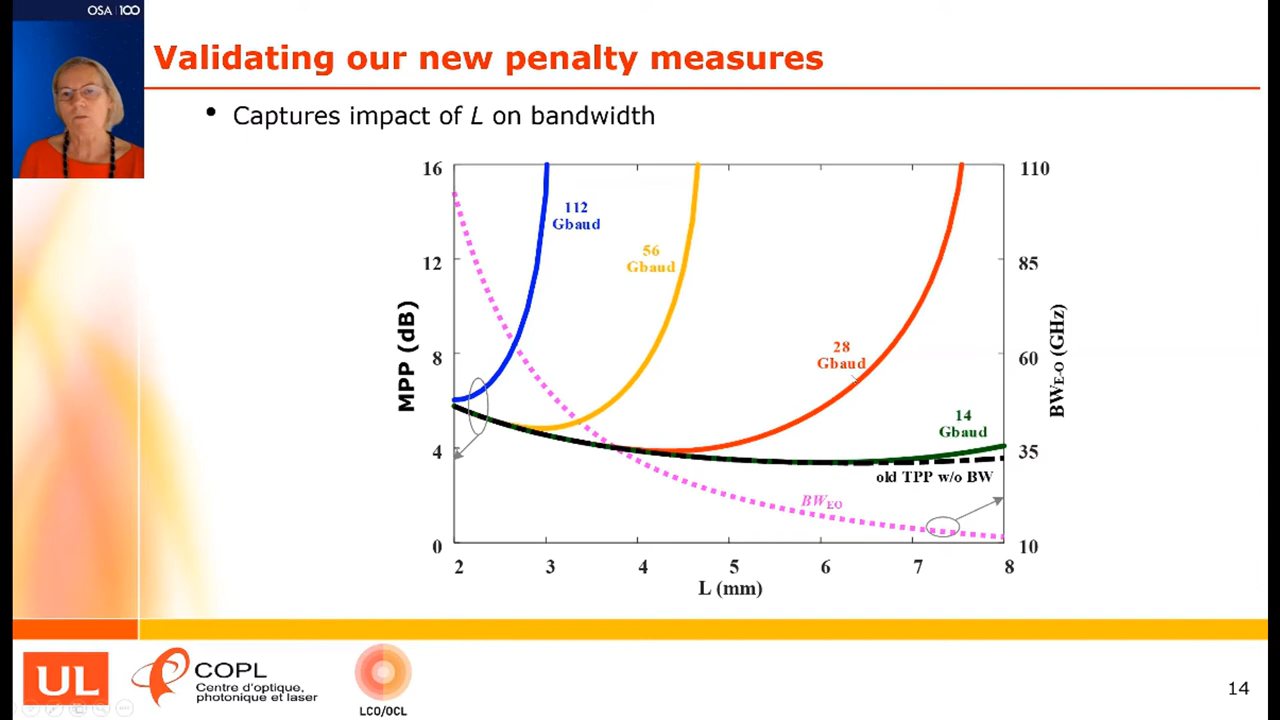 OSA 100
Validating our new penalty measures
• Captures impact of L on bandwidth
16
12
8
4
0
MPP (dB)
112
Gbaud
56
Gbaud
28
Gbaud
14
Gbaud
old TPP w/o BW
BWEO
110
85
60
35
10
BWE-O (GHz)
2 3 4 5 6 7 8
L (mm)
UL
COPL
Centre d'optique,
photonique et laser
LCO/OCL
14